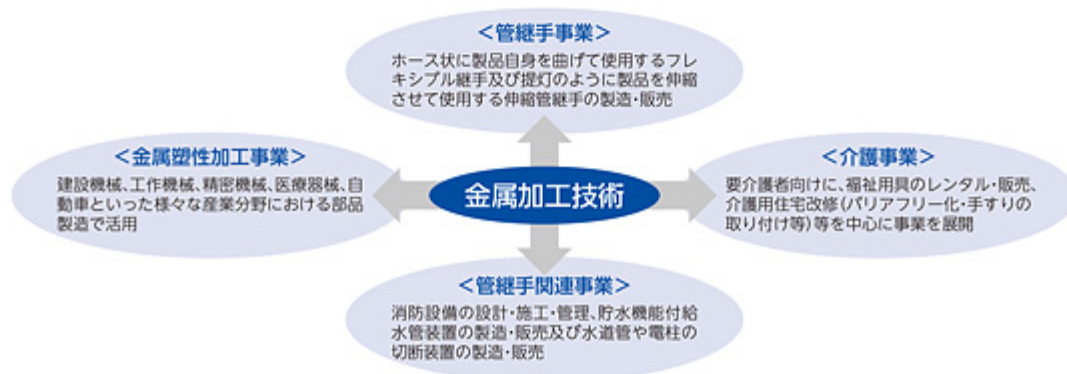 ＜管継手事業＞
ホース状に製品自身を曲げて使用するフレ
キシブル継手及び提灯のように製品を伸縮
させて使用する伸縮管継手の製造・販売
＜金属塑性加工事業＞
建設機械、工作機械、精密機械、医療器械、自
動車といった様々な産業分野における部品
製造で活用
金属加工技術
＜介護事業＞
要介護者向けに、福祉用具のレンタル・販売、
介護用住宅改修（バリアフリー化・手すりの
取り付け等）等を中心に事業を展開
＜管継手関連事業＞
消防設備の設計・施工・管理、貯水機能付給
水管装置の製造・販売及び水道管や電柱の
切断装置の製造・販売